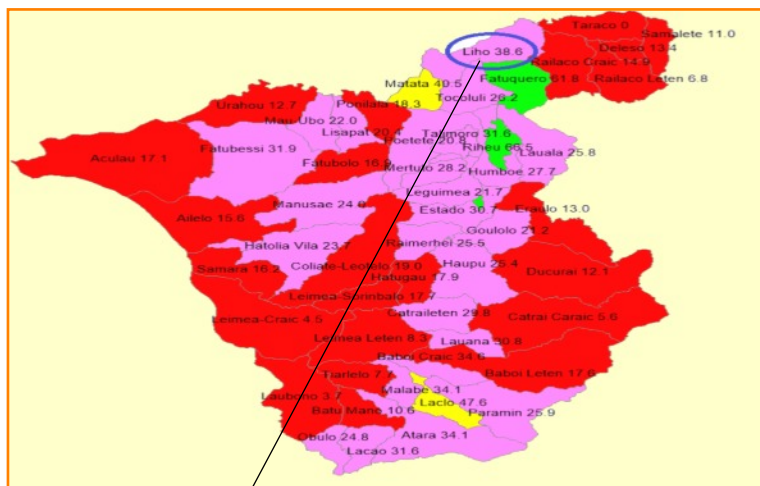 Taraco 0
Samalete 11.0
Liho 38.6
Deleso 13.4
Railaco Craic 14.9
Matata 40.5
Fatuquero 61.8
Railaco Leten 6.8
Tocoluli 26.2
Urahou 12.7
Ponilala 18.3
Mau-Ubo 22.0
Lisapat 20.4
Talimoro 31.6
Poetete 20.8
Riheu 66.5
Fatubessi 31.9
Lauala 25.8
Aculau 17.1
Fatubolo 16.9
Mertuto 28.2
Humboe 27.7
Leguimea 21.7
Manusae 24.0
Estado 30.7
Eraulo 13.0
Ailelo 15.6
Goulolo 21.2
Hatolia Vila 23.7
Raimerhei 25.5
Samara 16.2
Coliate-Leotelo 19.0
Haupu 25.4
Ducurai 12.1
Hatugau 17.9
Leimea-Sorinbalo 17.7
Catraileten 29.8
Catrai Caraic 5.6
Leimea-Craic 4.5
Leimea Leten 8.3
Lauana 30.8
Baboi Craic 34.6
Tiarlelo 7.7
Baboi Leten 17.6
Malabe 34.1
Laubono 3.7
Laclo 47.6
Batu Mano 10.6
Paramin 25.9
Obulo 24.8
Atara 34.1
Lacao 31.6